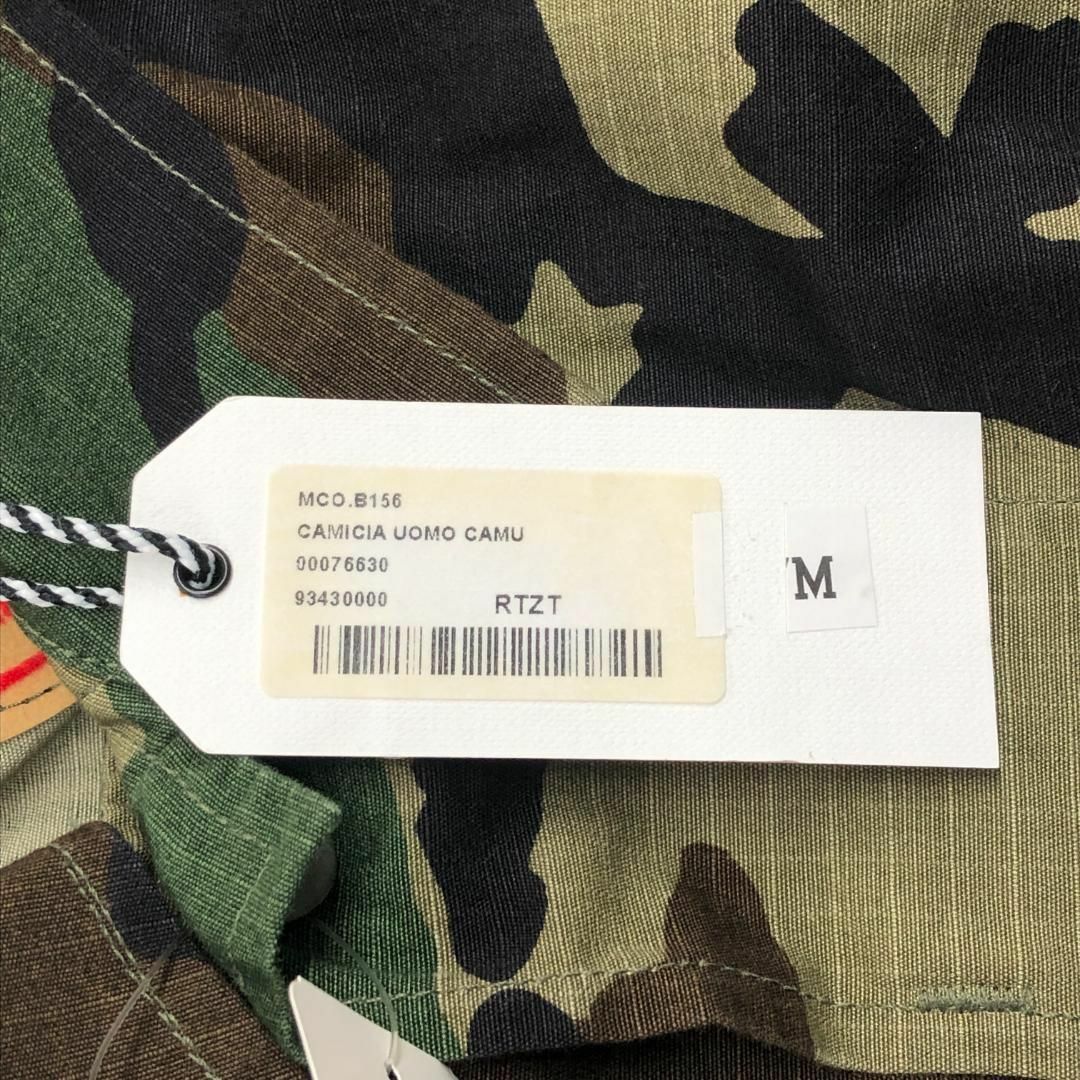 MCO.B156
CAMICIA UOMO CAMU
00076630
93430000 RTZT
M